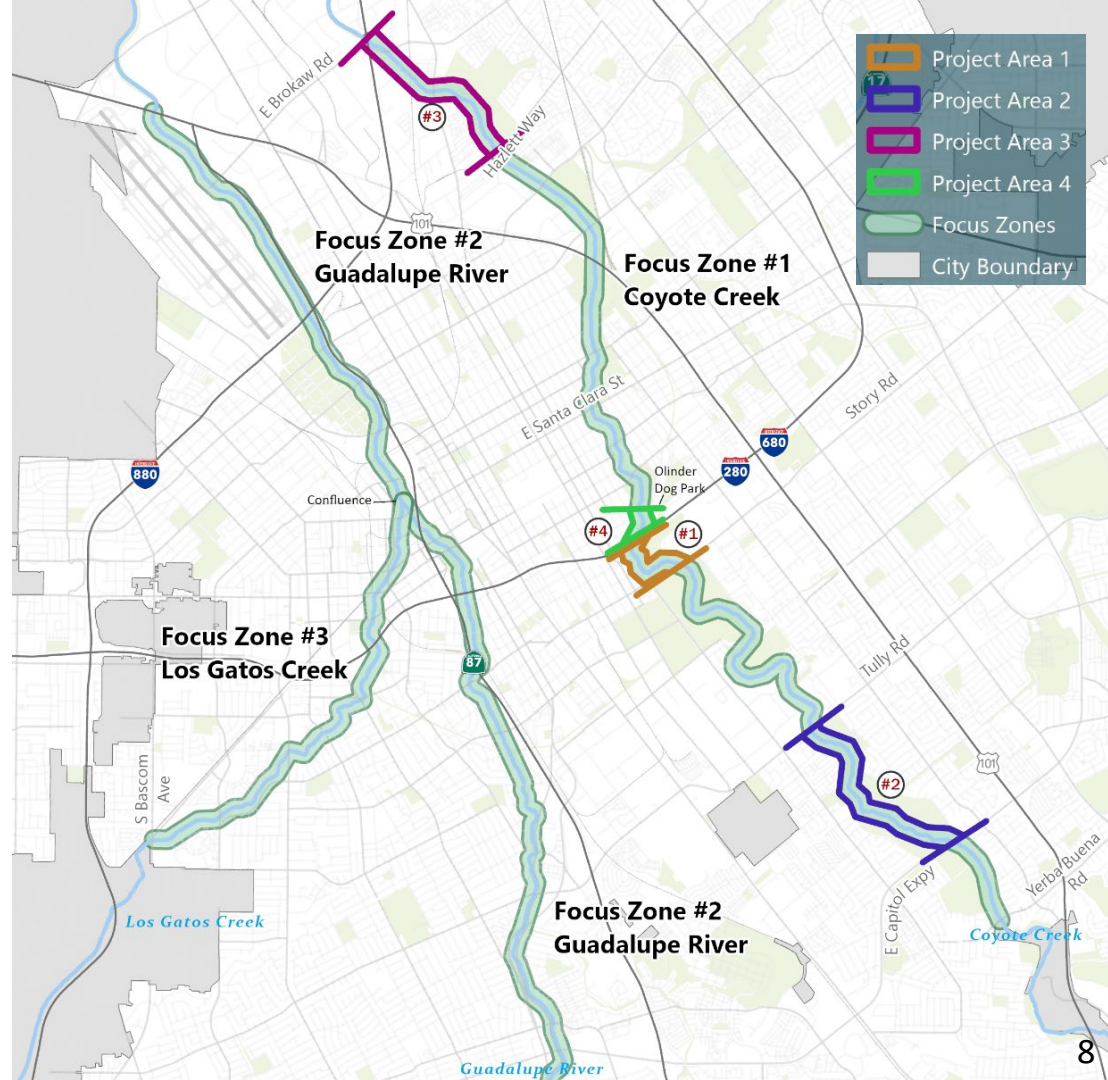 Project Area 1
17
Project Area 2
Project Area 3
Project Area 4
Focus Zones
City Boundary
E Brokaw Rd
#3
Hazlett Way
101
Focus Zone #2
Guadalupe River
Focus Zone #1
Coyote Creek
E Santa Clara St
Story Rd
680
280
880
Olinder
Dog Park
Confluence
#4
#1
Focus Zone #3
Los Gatos Creek
87
Tully Rd
S Bascom
Ave
101
#2
Yerba Buena
Rd
E Capitol Expy
Focus Zone #2
Guadalupe River
Los Gatos Creek
Coyote Creek
Guadalupe River
8